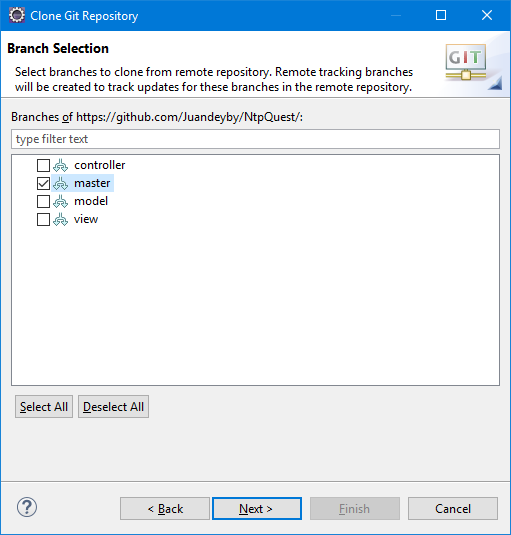 Clone Git Repository
Branch Selection
Select branches to clone from remote repository. Remote tracking branches
will be created to track updates for these branches in the remote repository.
GIT
Branches of https://github.com/Juandeyby/NtpQuest/:
type filter text
controller
master
model
view
Select All
Deselect All
?
< Back
Next >
Finish
Cancel